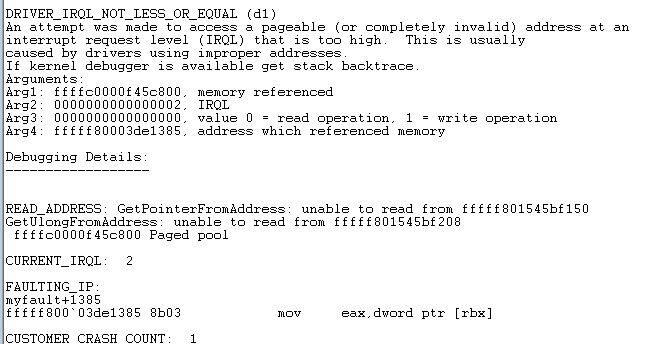 DRIVER_IRQL_NOT_LESS_OR_EQUAL (d1)
An attempt was made to access a pageable (or completely invalid) address at an
interrupt request level (IRQL) that is too high.  This is usually
caused by drivers using improper addresses.
If kernel debugger is available get stack backtrace.
Arguments:
Arg1: ffffc0000f45c800, memory referenced
Arg2: 0000000000000002, IRQL
Arg3: 0000000000000000, value 0 = read operation, 1 = write operation
Arg4: fffff80003de1385, address which referenced memory
Debugging Details:
------------------
READ_ADDRESS: GetPointerFromAddress: unable to read from fffff801545bf150
GetUlongFromAddress: unable to read from fffff801545bf208
 ffffc0000f45c800 Paged pool
CURRENT_IRQL:  2
FAULTING_IP:
myfault+1385
fffff800`03de1385 8b03            mov     eax,dword ptr [rbx]
CUSTOMER_CRASH_COUNT:  1